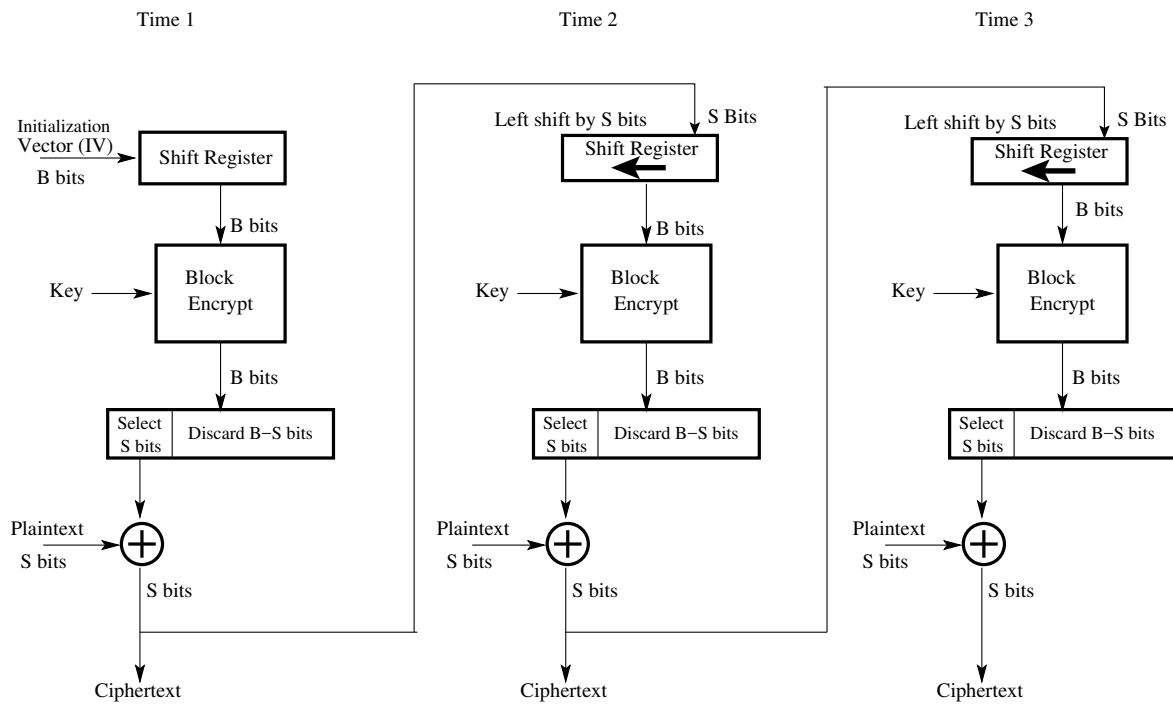 Time 1
Time 2
Time 3
Initialization
Vector (IV)
B bits
Shift Register
Left shift by S bits
S Bits
Shift Register
Left shift by S bits
S Bits
Shift Register
B bits
B bits
B bits
Key
Block
Encrypt
Key
Block
Encrypt
Key
Block
Encrypt
B bits
B bits
B bits
Select
S bits
Discard B−S bits
Select
S bits
Discard B−S bits
Select
S bits
Discard B−S bits
Plaintext
S bits
Plaintext
S bits
Plaintext
S bits
S bits
S bits
S bits
Ciphertext
Ciphertext
Ciphertext